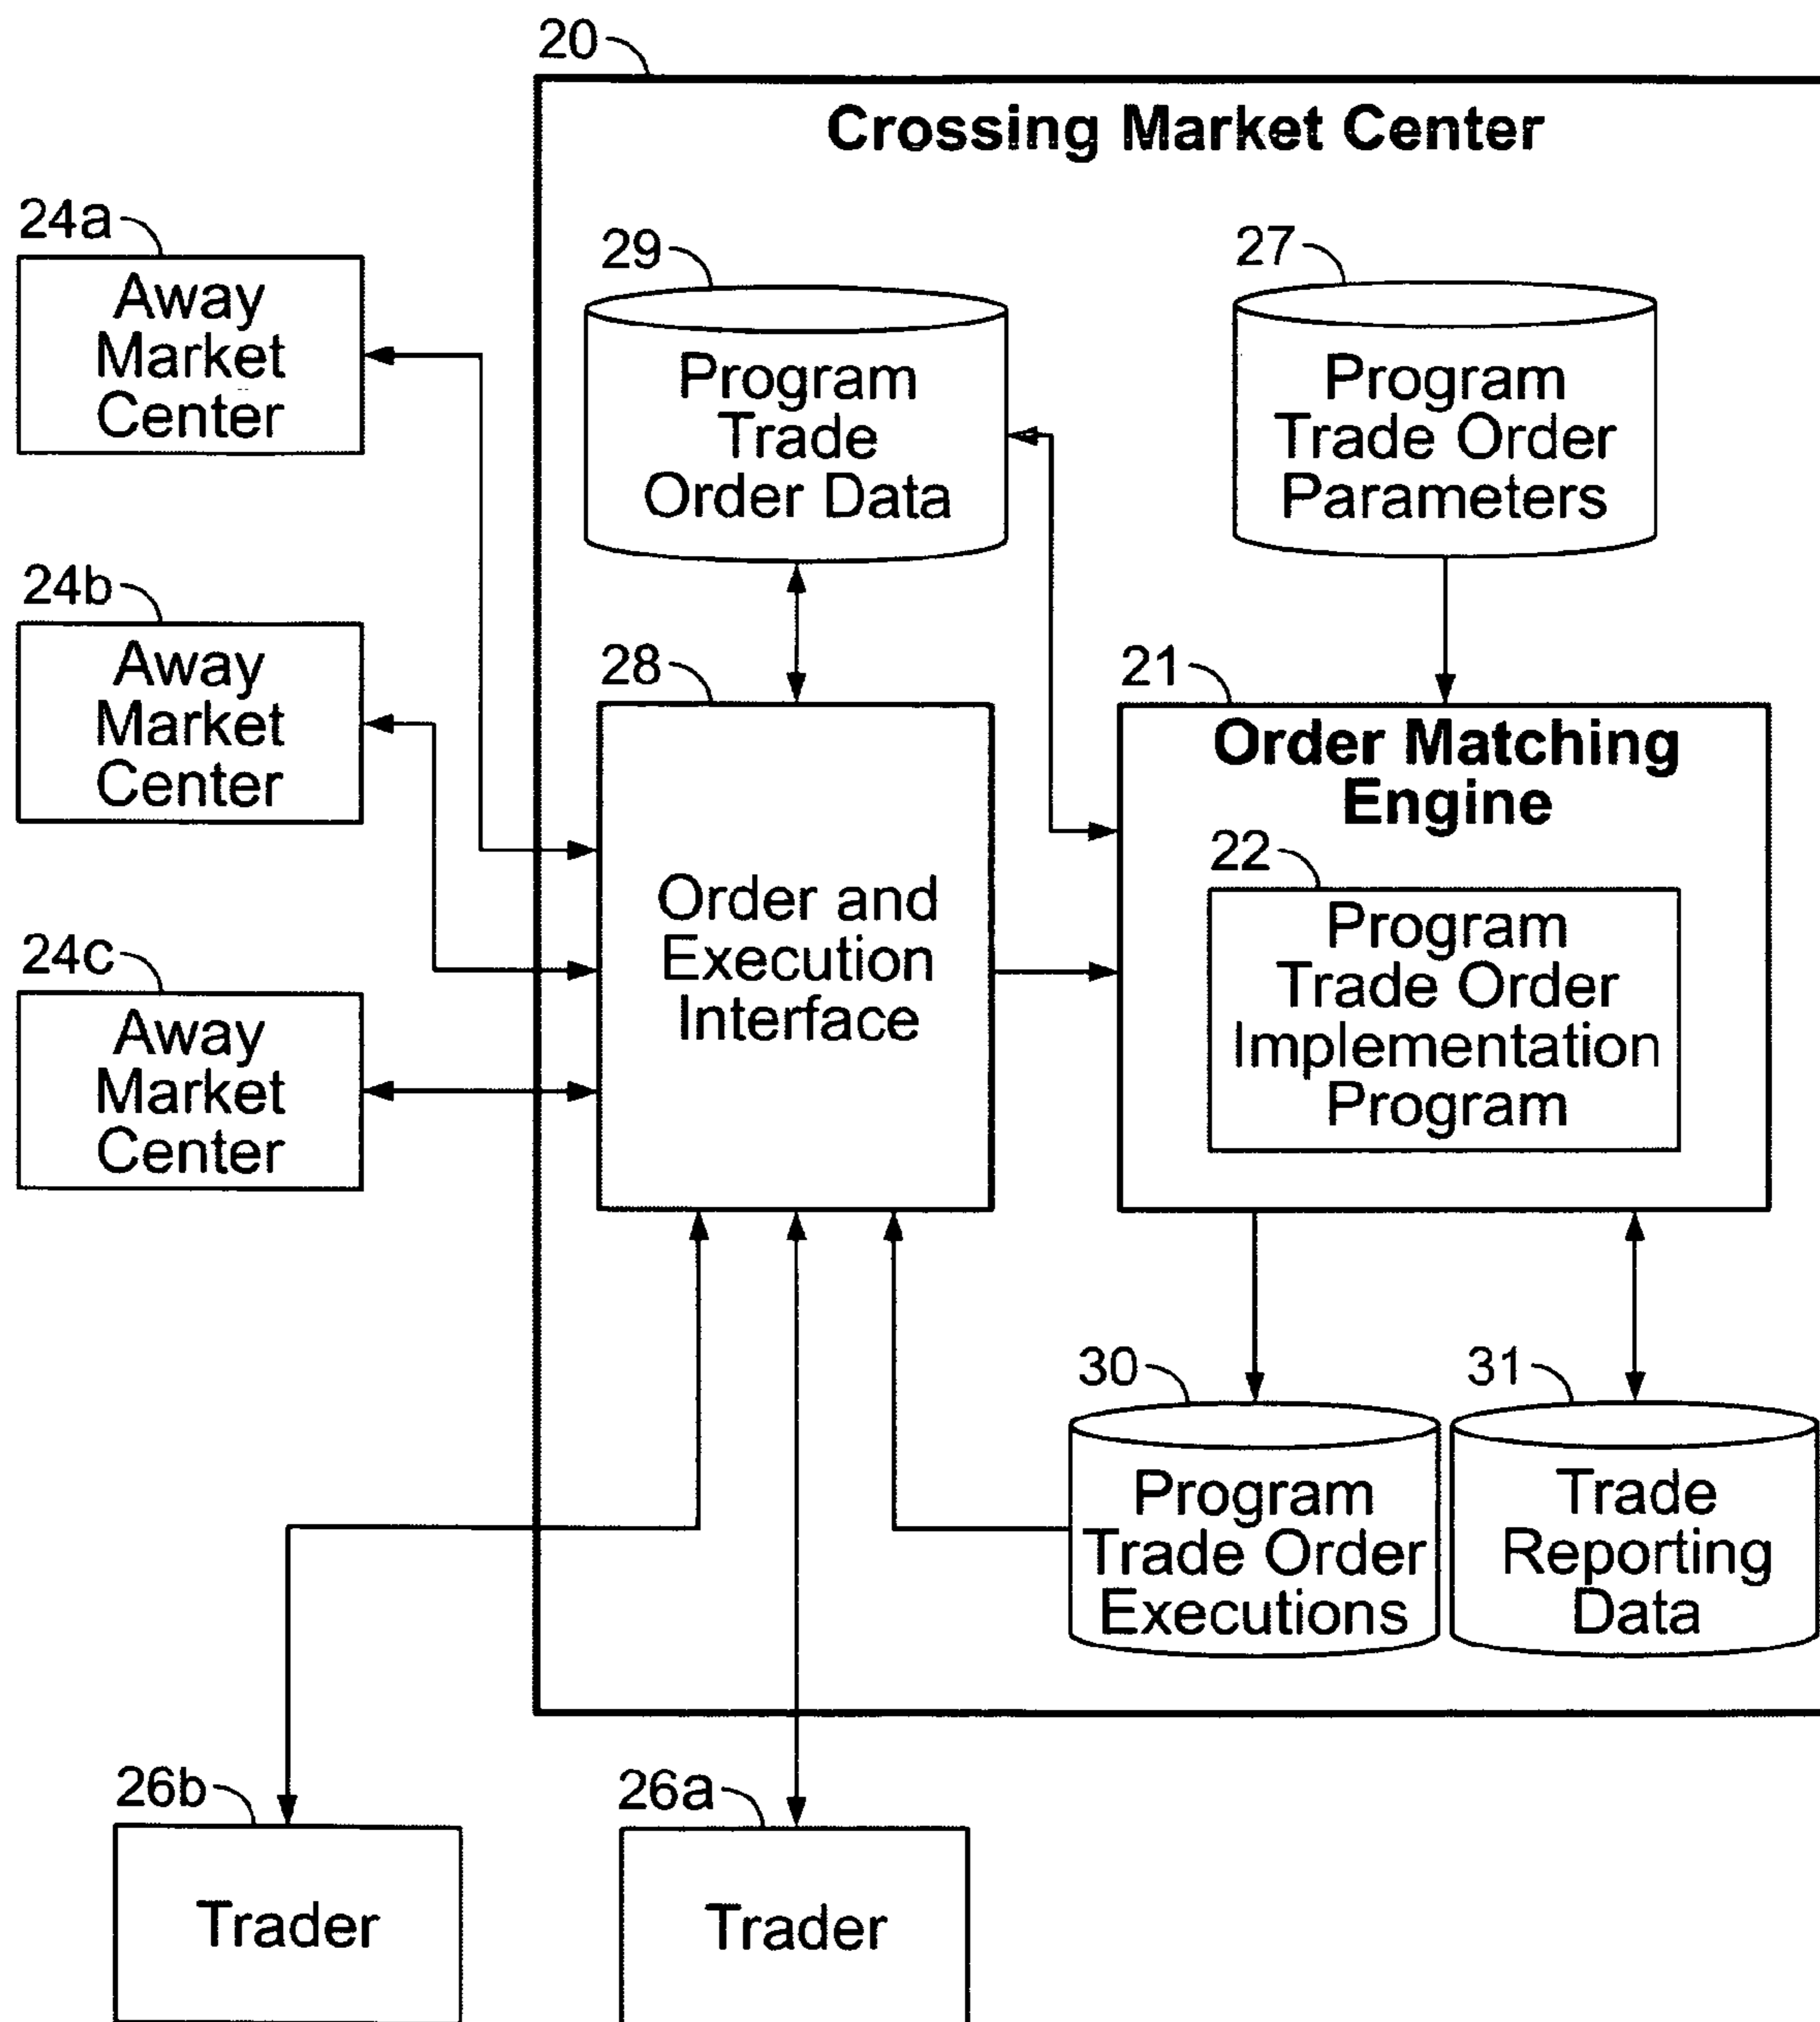 20
Crossing Market Center
24a
Away
Market
Center
29
Program
Trade
Order Data
27
Program
Trade Order
Parameters
24b
Away
Market
Center
28
Order and
Execution
Interface
21
Order Matching
Engine
22
Program
Trade Order
Implementation
Program
24c
Away
Market
Center
30
Program
Trade Order
Executions
31
Trade
Reporting
Data
26b
Trader
26a
Trader